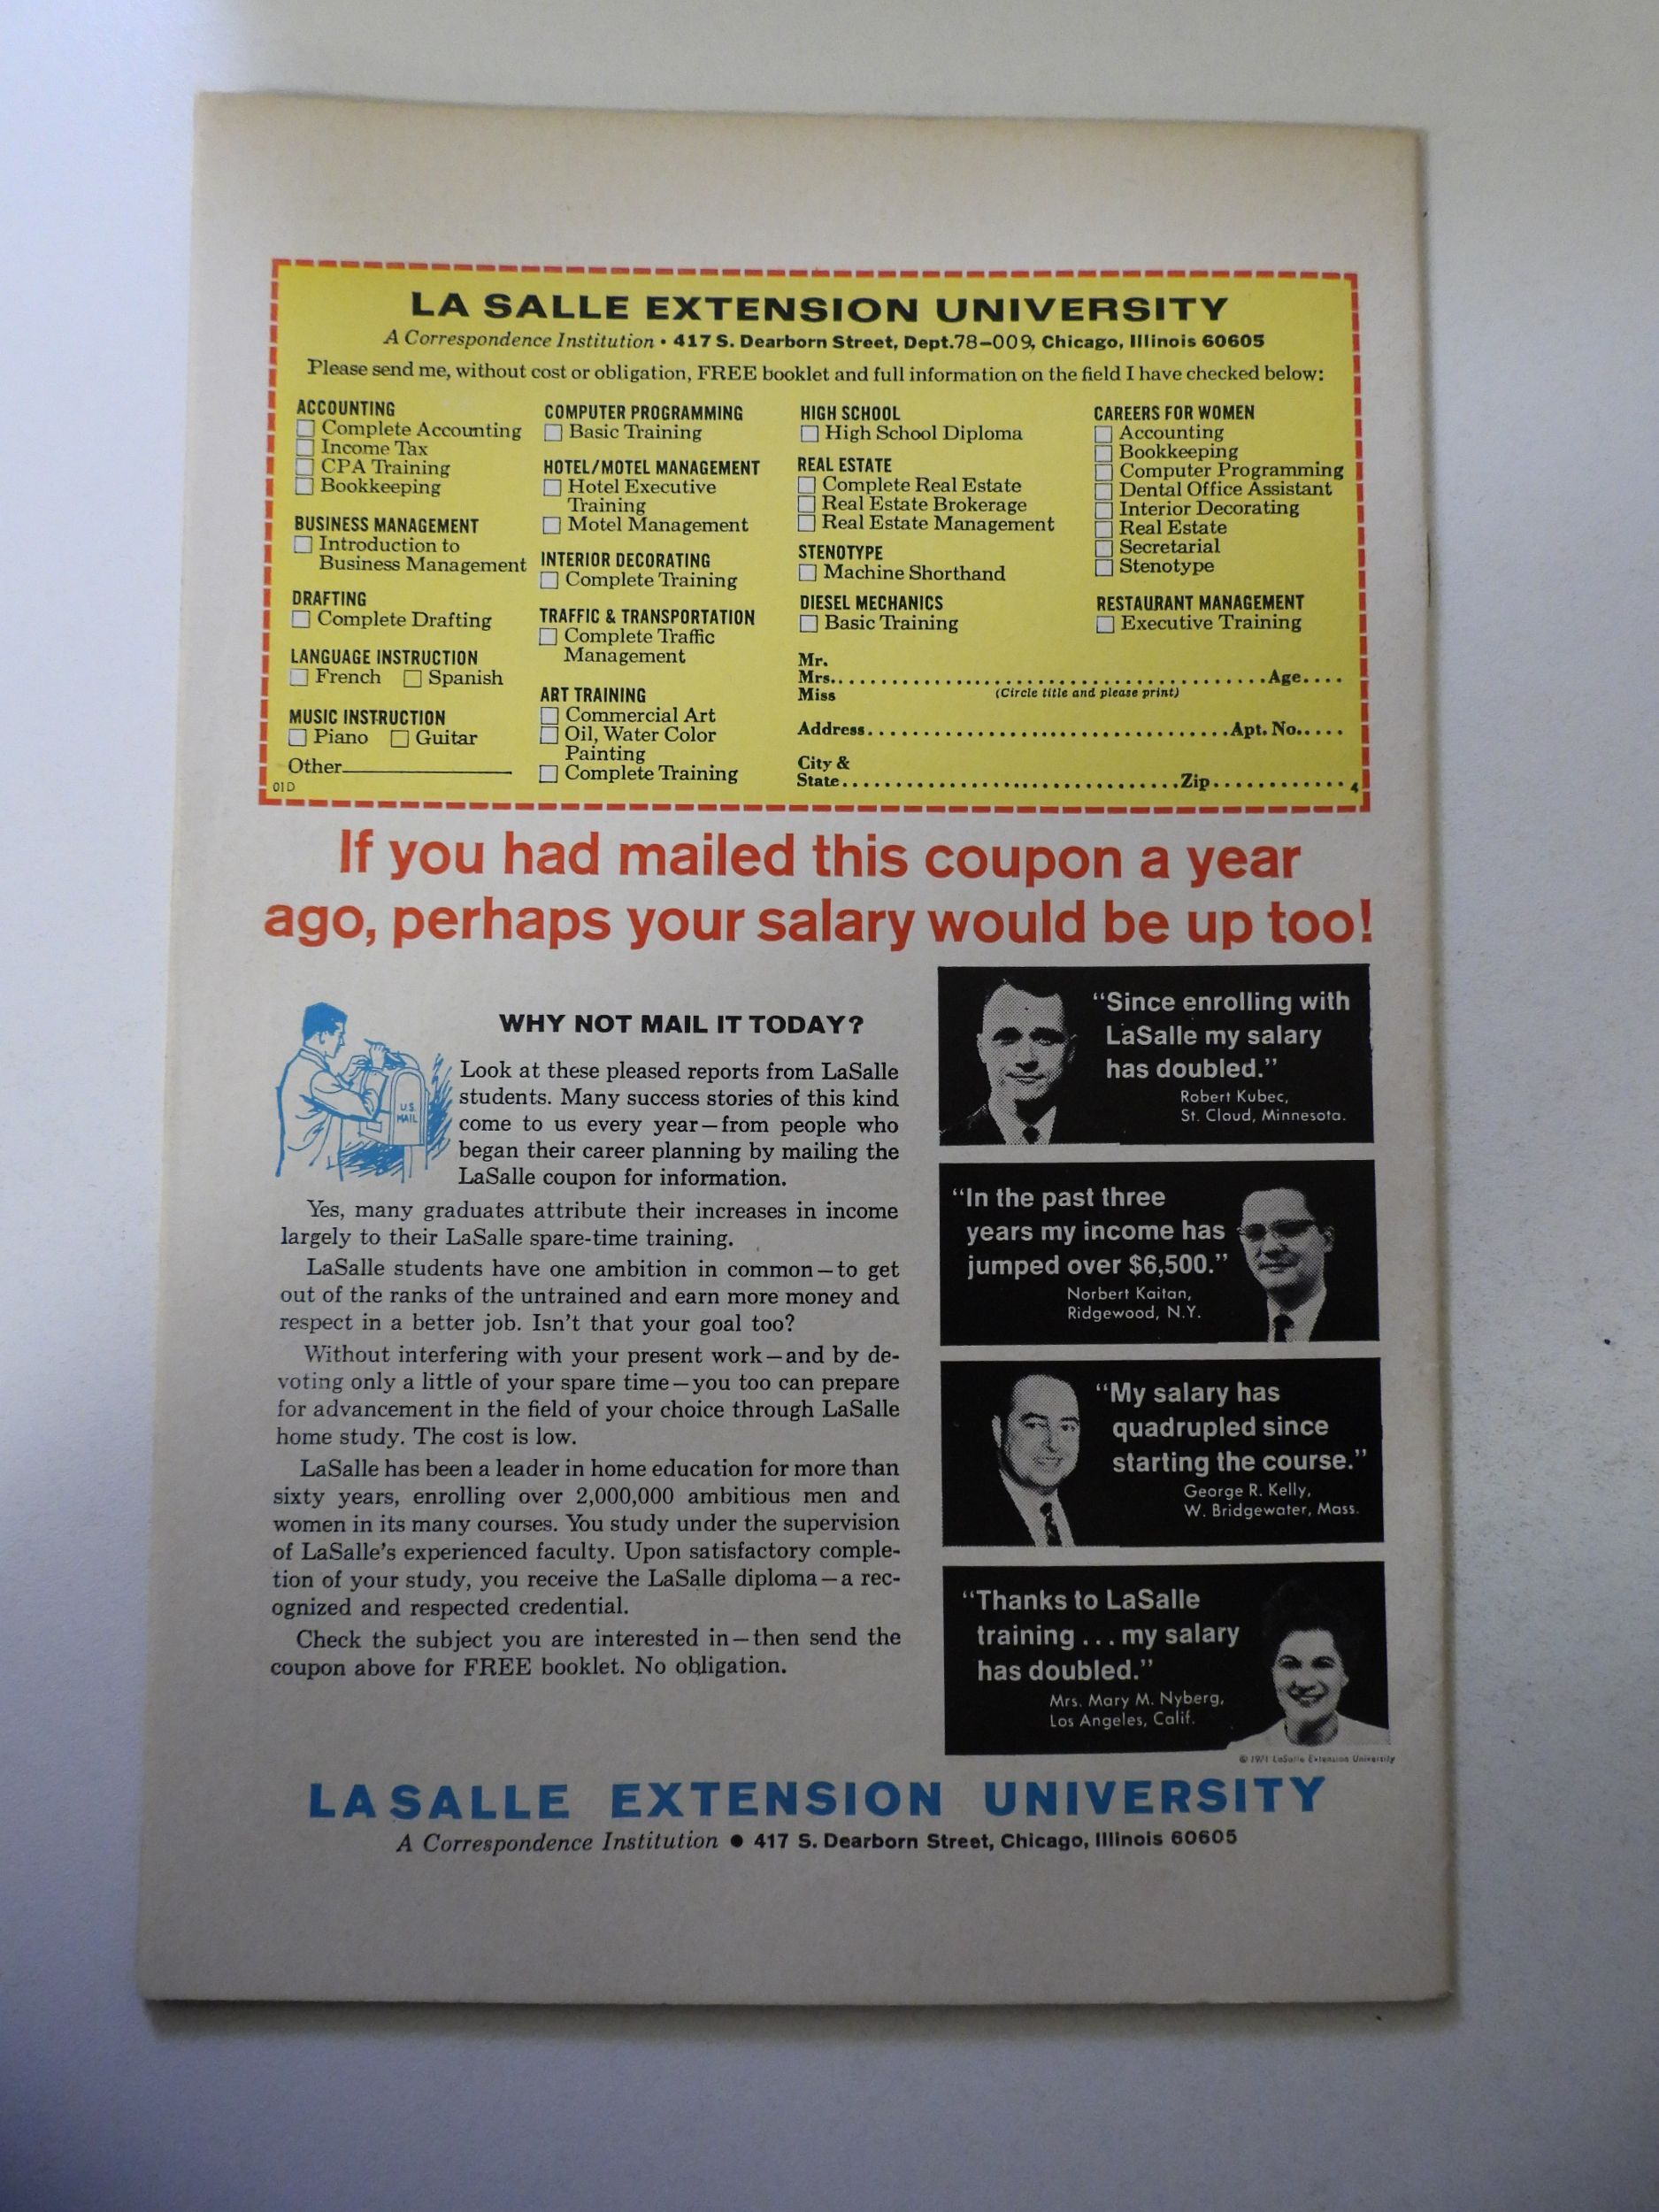 LA SALLE EXTENSION UNIVERSITY
A Correspondence Institution • 417 S. Dearborn Street, Dept.78-009, Chicago, Illinois 60605
Please send me, without cost or obligation, FREE booklet and full information on the field I have checked below:
ACCOUNTING
Complete Accounting
Income Tax
CPA Training
Bookkeeping
BUSINESS MANAGEMENT
Introduction to
Business Management
DRAFTING
Complete Drafting
LANGUAGE INSTRUCTION
French Spanish
MUSIC INSTRUCTION
Piano Guitar
Other
01D
COMPUTER PROGRAMMING
Basic Training
HOTEL/MOTEL MANAGEMENT
Hotel Executive
Training
Motel Management
INTERIOR DECORATING
Complete Training
TRAFFIC & TRANSPORTATION
Complete Traffic
Management
ART TRAINING
Commercial Art
Oil, Water Color
Painting
Complete Training
HIGH SCHOOL
High School Diploma
REAL ESTATE
Complete Real Estate
Real Estate Brokerage
Real Estate Management
STENOTYPE
Machine Shorthand
DIESEL MECHANICS
Basic Training
CAREERS FOR WOMEN
Accounting
Bookkeeping
Computer Programming
Dental Office Assistant
Interior Decorating
Real Estate
Secretarial
Stenotype
RESTAURANT MANAGEMENT
Executive Training
Mr.
Mrs. Age
Miss (Circle title and please print)
Address Apt. No.
City &
State Zip 4
If you had mailed this coupon a year
ago, perhaps your salary would be up too!
WHY NOT MAIL IT TODAY?
U.S.
MAIL
Look at these pleased reports from LaSalle
students. Many success stories of this kind
come to us every year—from people who
began their career planning by mailing the
LaSalle coupon for information.
Yes, many graduates attribute their increases in income
largely to their LaSalle spare-time training.
LaSalle students have one ambition in common—to get
out of the ranks of the untrained and earn more money and
respect in a better job. Isn't that your goal too?
Without interfering with your present work—and by de-
voting only a little of your spare time—you too can prepare
for advancement in the field of your choice through LaSalle
home study. The cost is low.
LaSalle has been a leader in home education for more than
sixty years, enrolling over 2,000,000 ambitious men and
women in its many courses. You study under the supervision
of LaSalle's experienced faculty. Upon satisfactory comple-
tion of your study, you receive the LaSalle diploma—a rec-
ognized and respected credential.
Check the subject you are interested in—then send the
coupon above for FREE booklet. No obligation.
"Since enrolling with
LaSalle my salary
has doubled."
Robert Kubec,
St. Cloud, Minnesota.
"In the past three
years my income has
jumped over $6,500."
Norbert Kaitan,
Ridgewood, N.Y.
"My salary has
quadrupled since
starting the course."
George R. Kelly,
W. Bridgewater, Mass.
"Thanks to LaSalle
training ... my salary
has doubled."
Mrs. Mary M. Nyberg,
Los Angeles, Calif.
© 1971 LaSalle Extension University
LASALLE EXTENSION UNIVERSITY
A Correspondence Institution • 417 S. Dearborn Street, Chicago, Illinois 60605